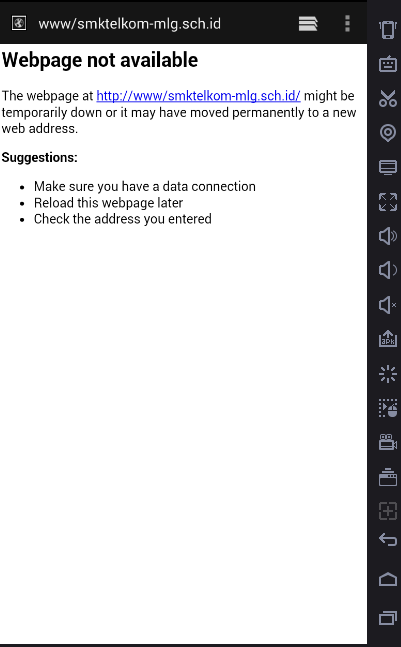 www/smktelkom-mlg.sch.id
Webpage not available
The webpage at http://www/smktelkom-mlg.sch.id/ might be
temporarily down or it may have moved permanently to a new
web address.
Suggestions:
Make sure you have a data connection
Reload this webpage later
Check the address you entered
apk